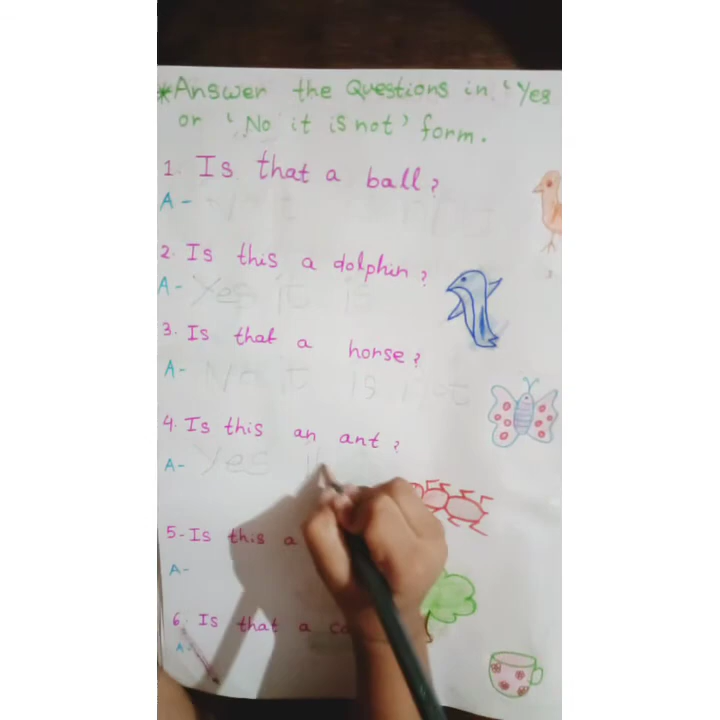 *Answer the Questions in 'Yes
or 'No it is not' form.
1. Is that a ball?
A-
2. Is this a dolphin?
A- Yes it is
3. Is that a horse?
A- No it is not
4. Is this an ant?
A- Yes
5- Is this a
A-
6. Is that a
A-